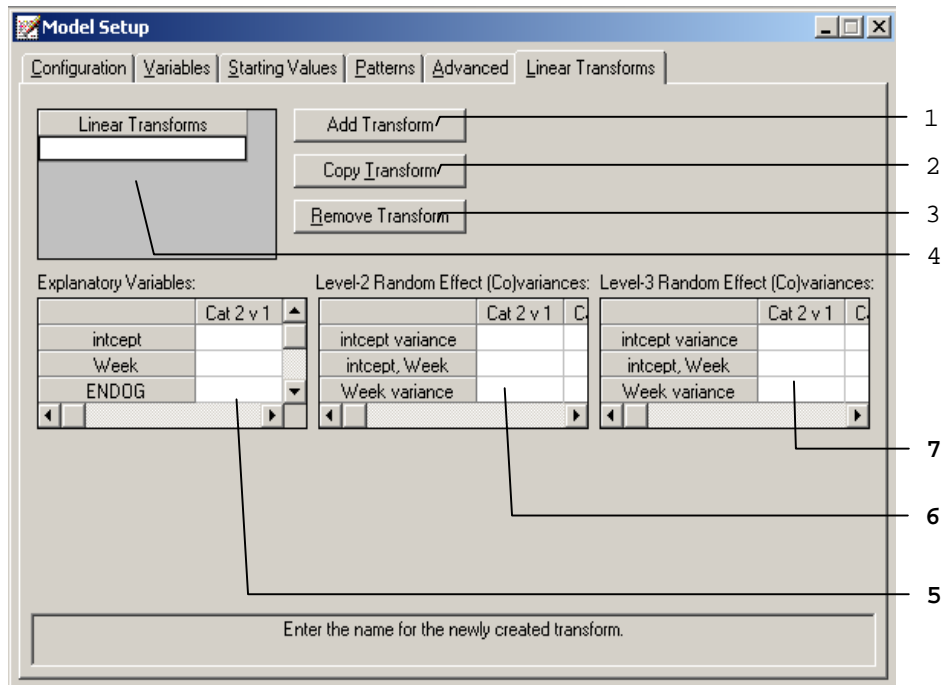 Model Setup
Configuration Variables Starting Values Patterns Advanced Linear Transforms
Linear Transforms
Add Transform
1
Copy Transform
2
Remove Transform
3
4
Explanatory Variables:
Cat 2 v 1
intcept
Week
ENDOG
Level-2 Random Effect (Co)variances:
Cat 2 v 1
intcept variance
intcept, Week
Week variance
Level-3 Random Effect (Co)variances:
Cat 2 v 1
intcept variance
intcept, Week
Week variance
7
6
5
Enter the name for the newly created transform.